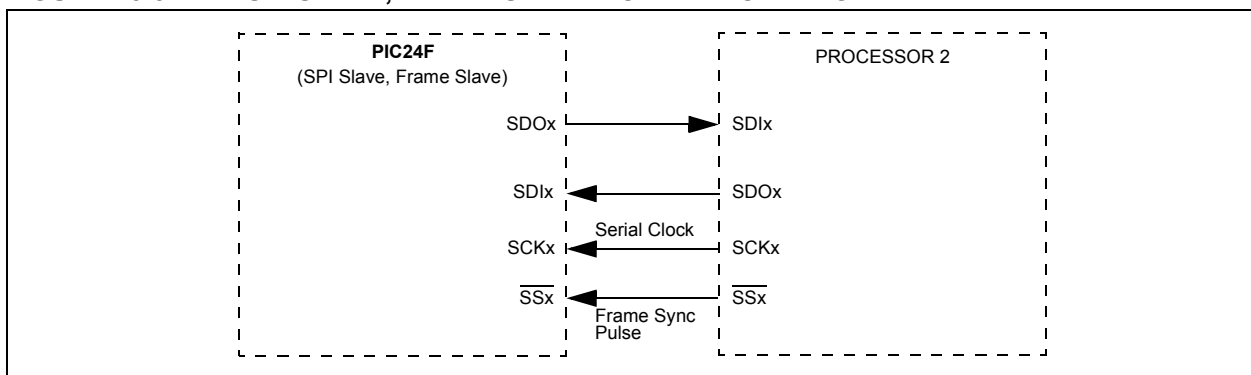 PIC24F
(SPI Slave, Frame Slave)
PROCESSOR 2
SDOx
SDIx
SDIx
SDOx
Serial Clock
SCKx
SCKx
SSx
SSx
Frame Sync
Pulse